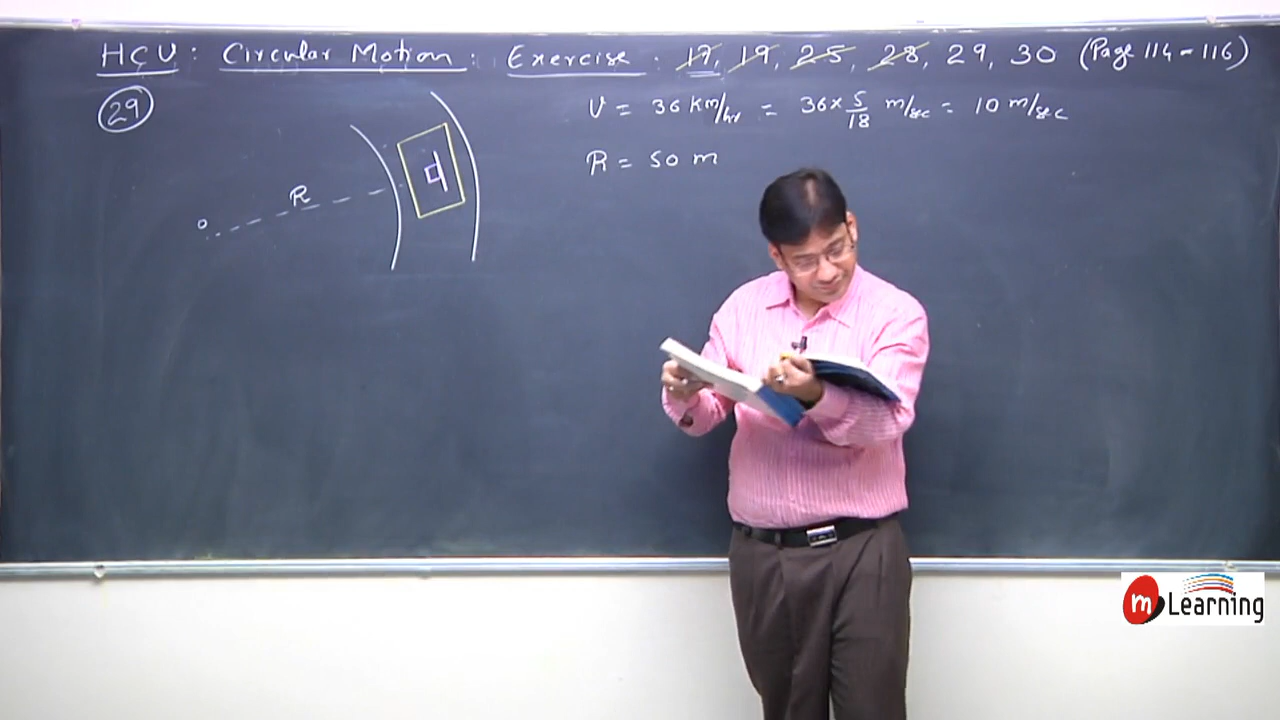 HCV : Circular Motion : Exercise : 17, 19, 25, 28, 29, 30 (Page 114 - 116)
29
V = 36 Km/hr = 36 × 5/18 m/sec = 10 m/sec
R = 50 m
R
o
m Learning